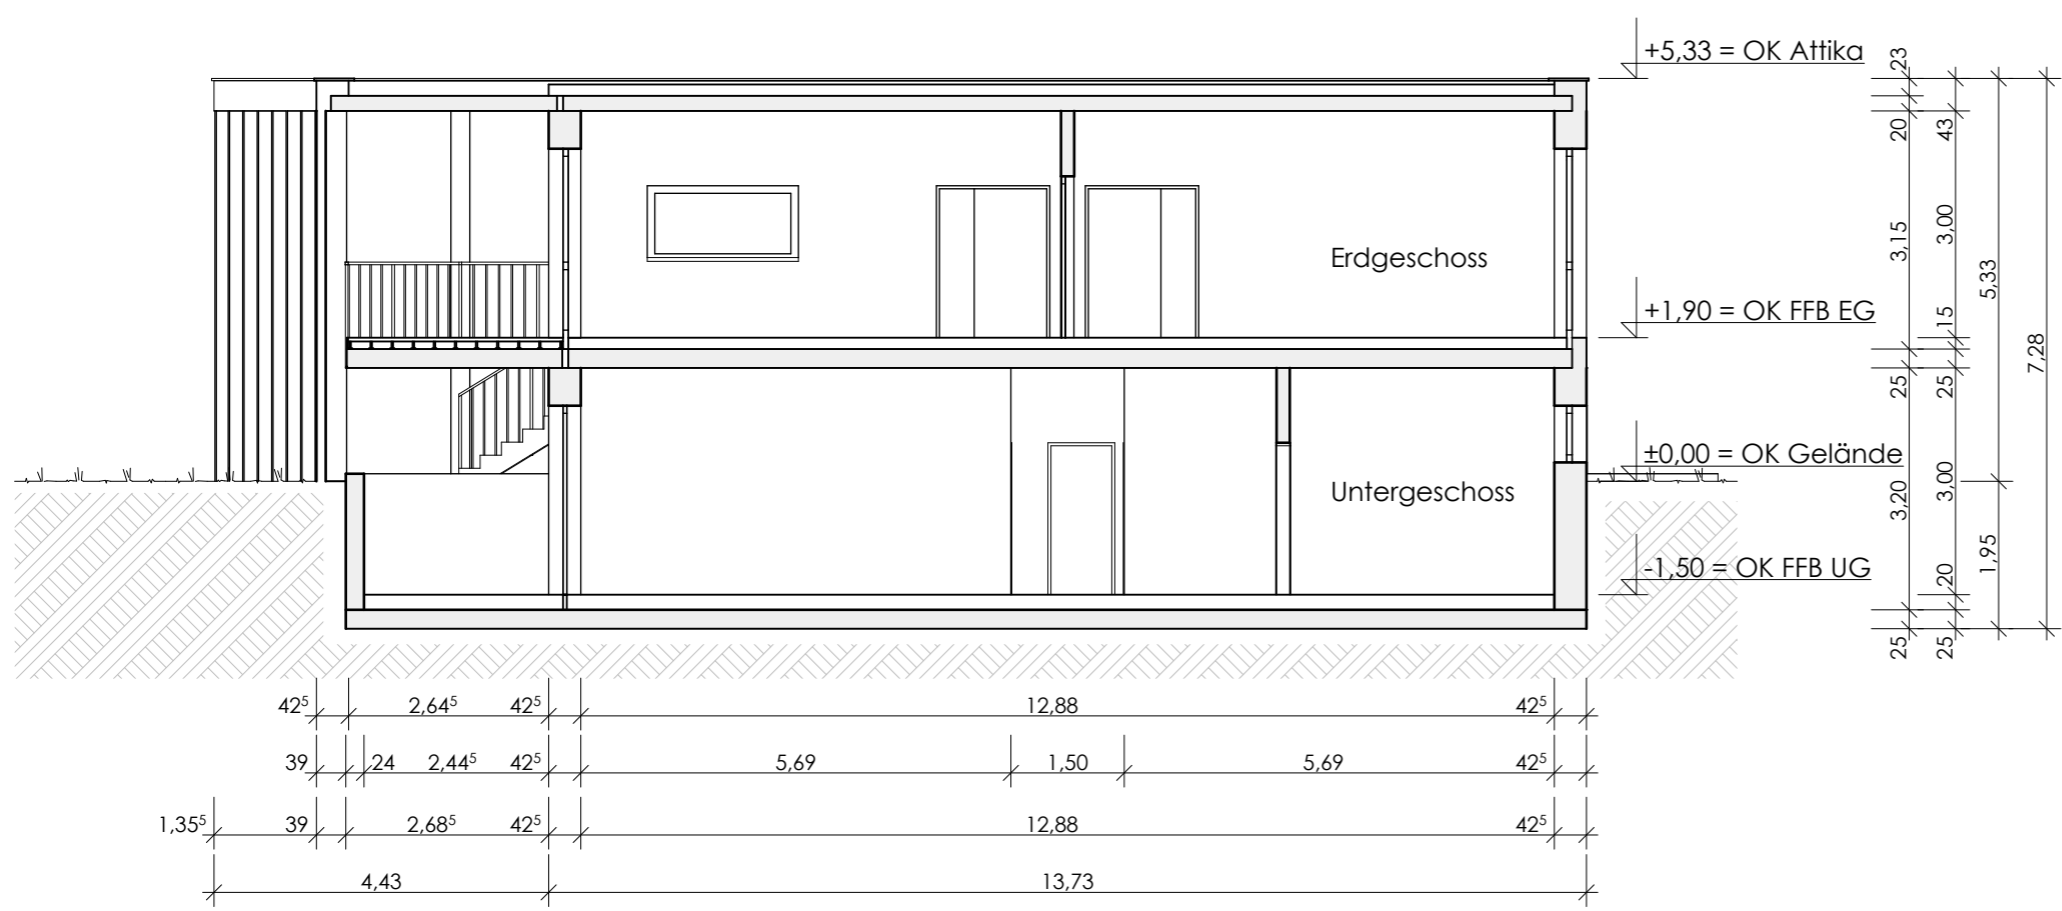 +5,33 = OK Attika
Erdgeschoss
+1,90 = OK FFB EG
±0,00 = OK Gelände
Untergeschoss
-1,50 = OK FFB UG
23
20
3,15
25
3,20
25
43
3,00
15
25
3,00
20
25
5,33
1,95
7,28
42⁵ 2,64⁵ 42⁵ 12,88 42⁵
39 24 2,44⁵ 42⁵ 5,69 1,50 5,69 42⁵
1,35⁵ 39 2,68⁵ 42⁵ 12,88 42⁵
4,43 13,73